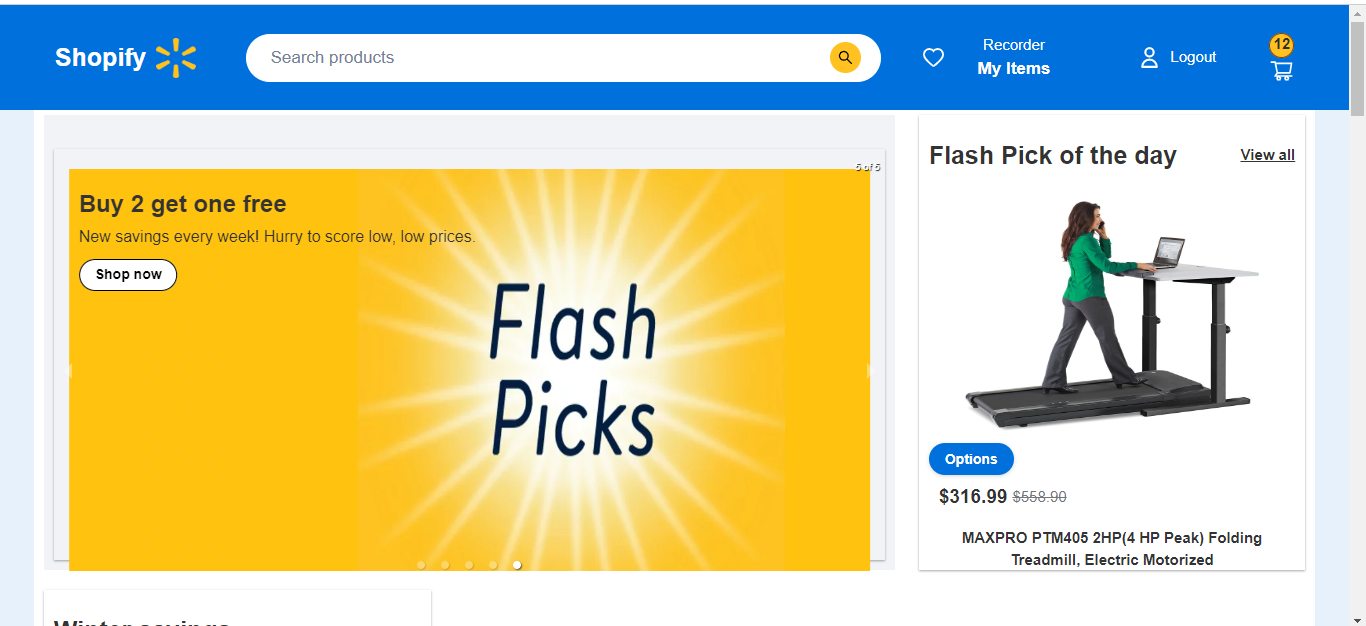 Shopify
Search products
Recorder
My Items
Logout
12
5 of 5
Buy 2 get one free
New savings every week! Hurry to score low, low prices.
Shop now
Flash
Picks
Flash Pick of the day
View all
Options
$316.99 $558.90
MAXPRO PTM405 2HP(4 HP Peak) Folding
Treadmill, Electric Motorized
Winter savings